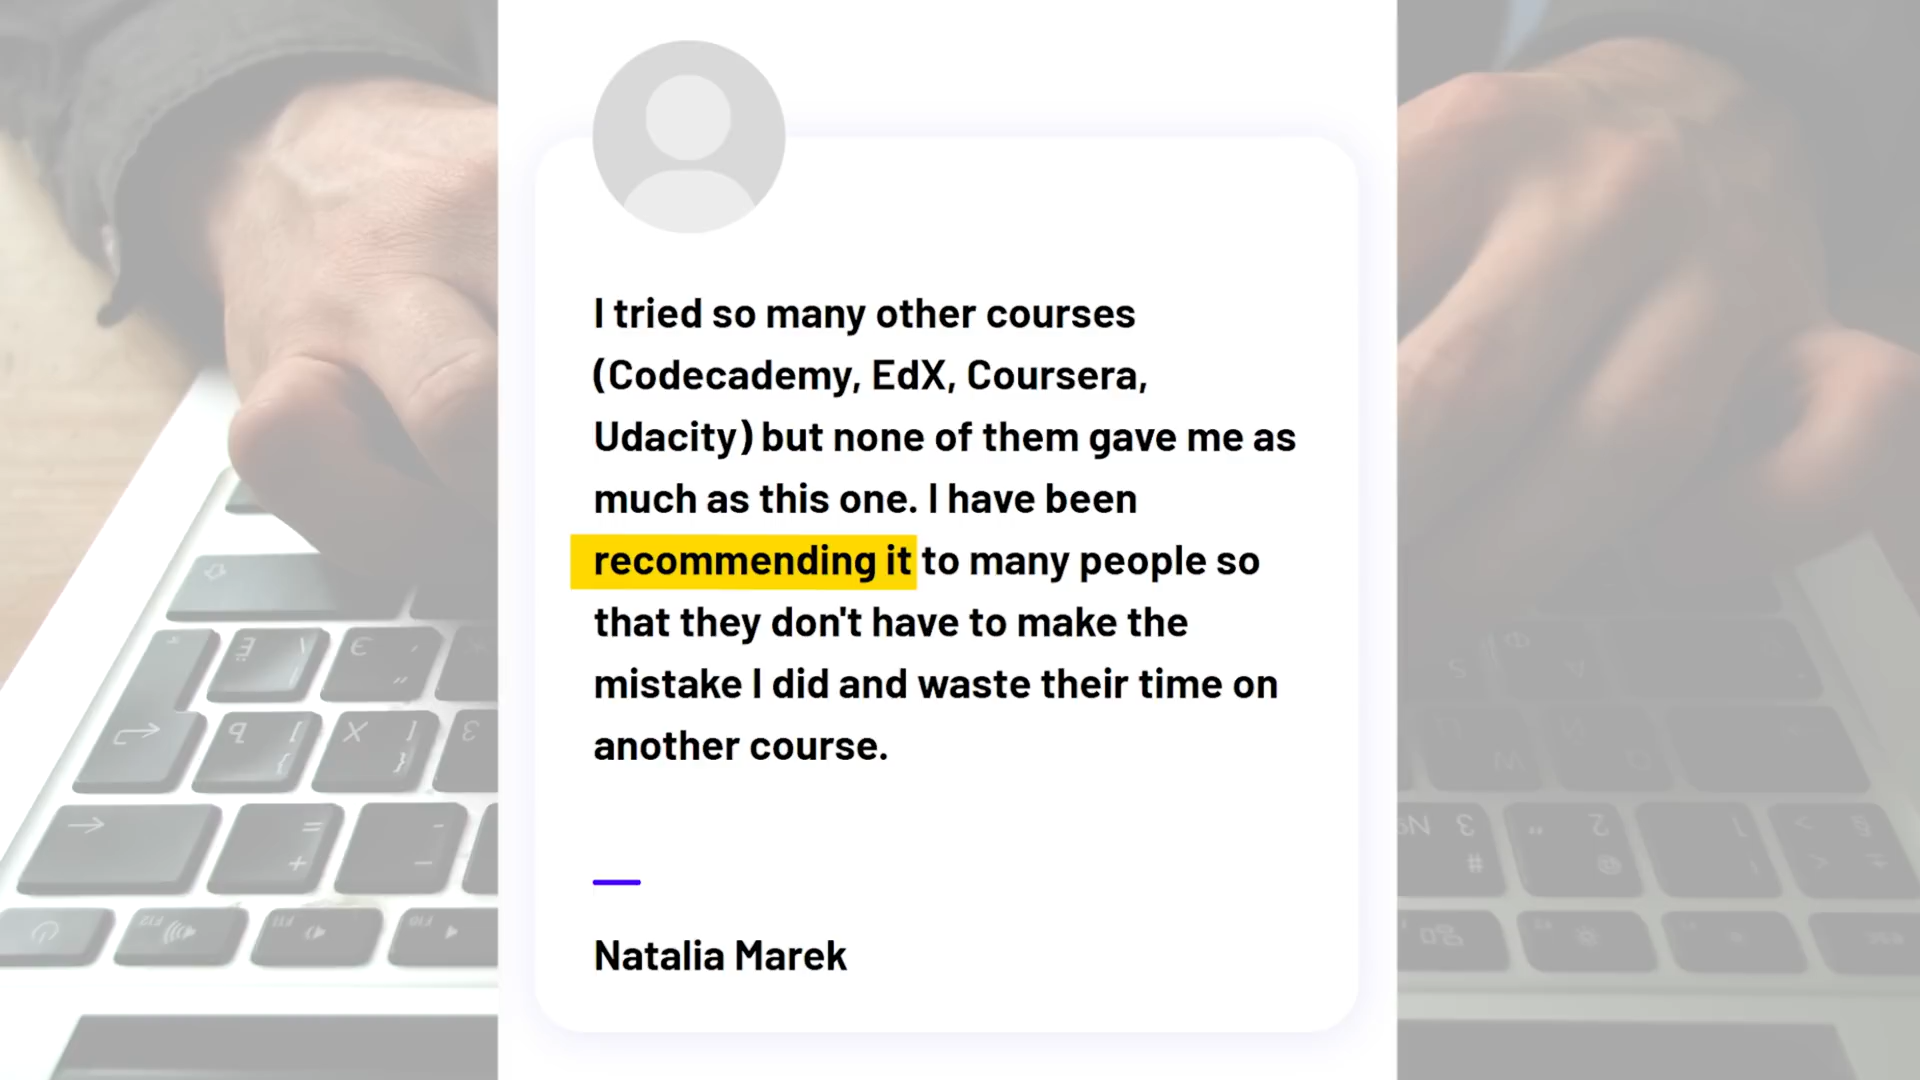 I tried so many other courses
(Codecademy, EdX, Coursera,
Udacity) but none of them gave me as
much as this one. I have been
recommending it to many people so
that they don't have to make the
mistake I did and waste their time on
another course.
Natalia Marek